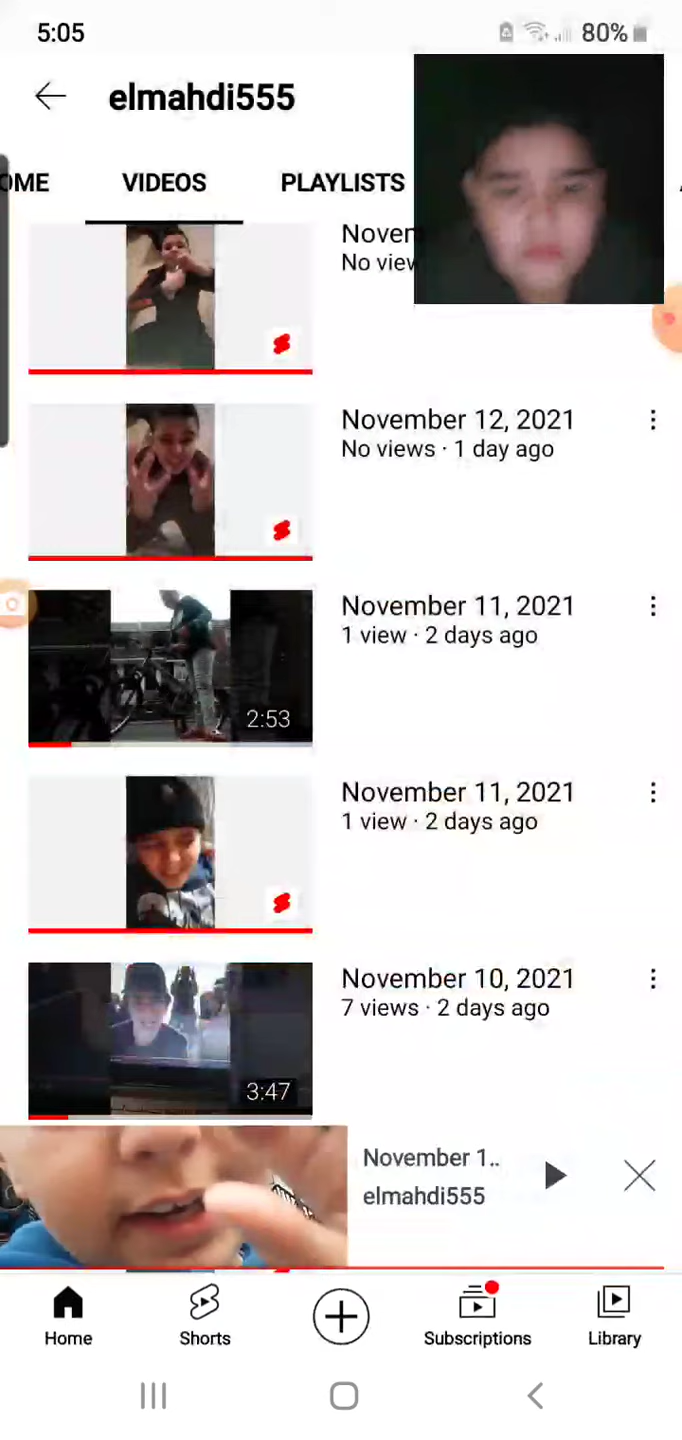 5:05
80%
elmahdi555
OME
VIDEOS
PLAYLISTS
Novem
No view
November 12, 2021
No views · 1 day ago
November 11, 2021
1 view · 2 days ago
2:53
November 11, 2021
1 view · 2 days ago
November 10, 2021
7 views · 2 days ago
3:47
November 1..
elmahdi555
Home
Shorts
Subscriptions
Library